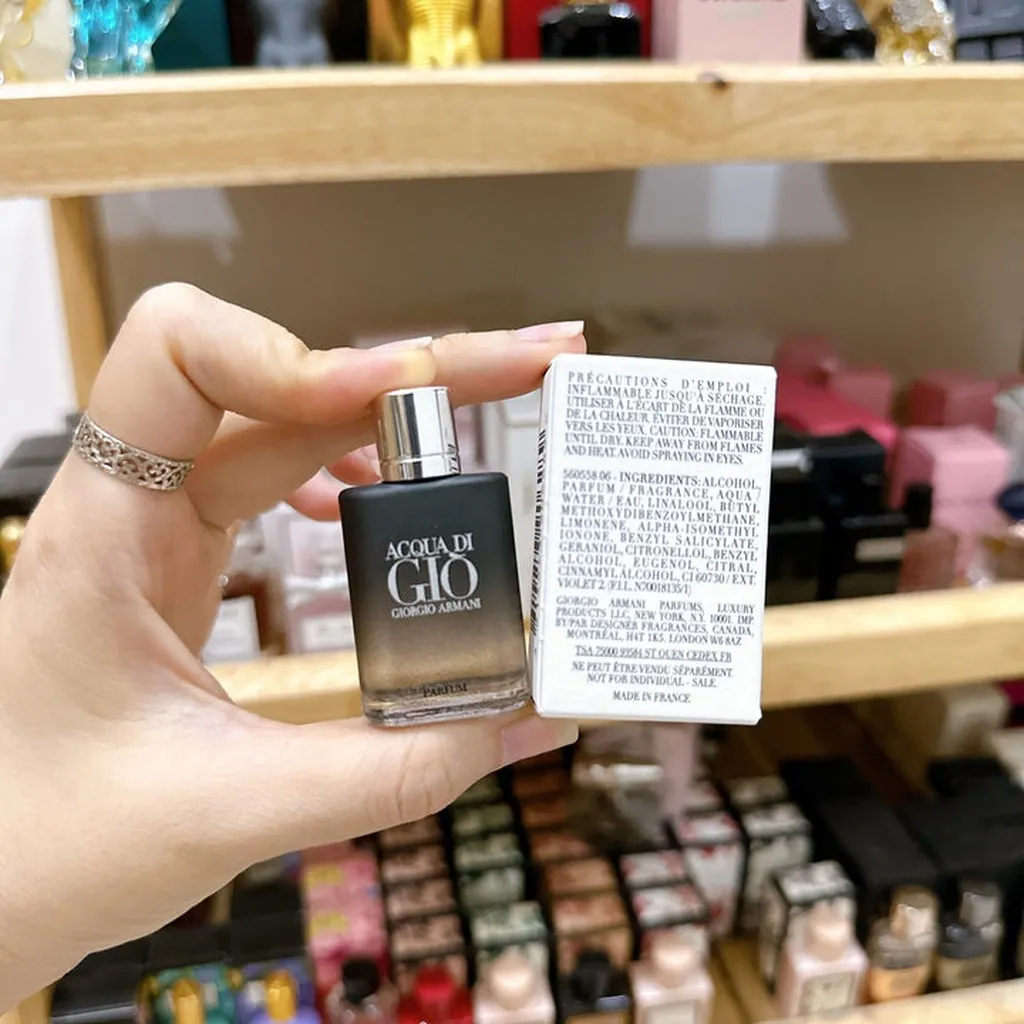 ACQUA DI
GIÒ
GIORGIO ARMANI
PARFUM
PRÉCAUTIONS D'EMPLOI :
INFLAMMABLE JUSQU'À SÉCHAGE.
UTILISER À L'ÉCART DE LA FLAMME OU
DE LA CHALEUR. ÉVITER DE VAPORISER
VERS LES YEUX. CAUTION: FLAMMABLE
UNTIL DRY. KEEP AWAY FROM FLAMES
AND HEAT. AVOID SPRAYING IN EYES.
560558 06 - INGREDIENTS: ALCOHOL,
PARFUM / FRAGRANCE, AQUA /
WATER / EAU, LINALOOL, BUTYL
METHOXYDIBENZOYLMETHANE,
LIMONENE, ALPHA-ISOMETHYL
IONONE, BENZYL SALICYLATE,
GERANIOL, CITRONELLOL, BENZYL
ALCOHOL, EUGENOL, CITRAL,
CINNAMYL ALCOHOL, CI 60730 / EXT.
VIOLET 2 (F.I.L. N70018135/1)
GIORGIO ARMANI PARFUMS, LUXURY
PRODUCTS LLC, NEW YORK, N.Y. 10001. IMP.
BY/PAR DESIGNER FRAGRANCES, CANADA,
MONTRÉAL, H4T 1K5. LONDON W6 8AZ
TSA 75000 93584 ST OUEN CEDEX FR
NE PEUT ÊTRE VENDU SÉPARÉMENT.
NOT FOR INDIVIDUAL - SALE.
MADE IN FRANCE